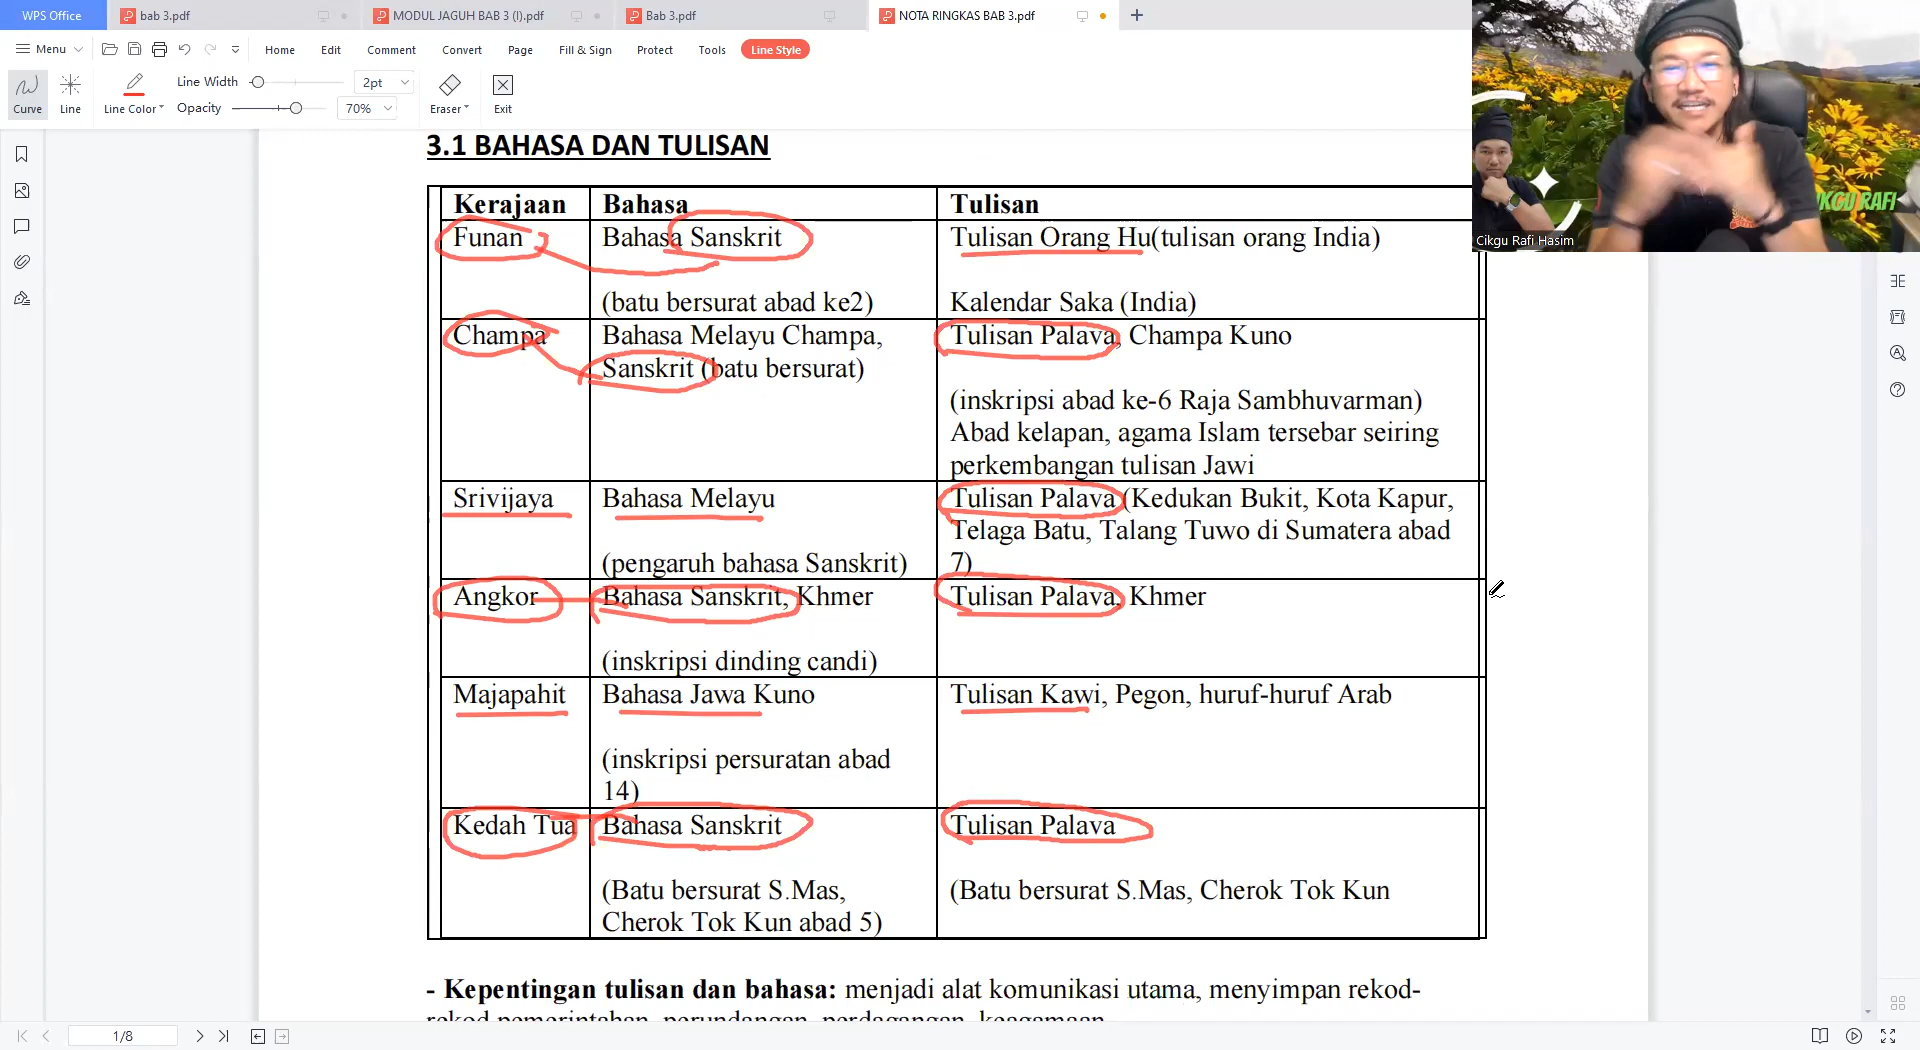 WPS Office
bab 3.pdf
MODUL JAGUH BAB 3 (I).pdf
Bab 3.pdf
NOTA RINGKAS BAB 3.pdf
Menu
Home
Edit
Comment
Convert
Page
Fill & Sign
Protect
Tools
Line Style
Curve
Line
Line Color
Line Width
2pt
Opacity
70%
Eraser
Exit
KGU RAFI
Cikgu Rafi Hasim
3.1 BAHASA DAN TULISAN
Kerajaan
Bahasa
Tulisan
Funan
Bahasa Sanskrit
(batu bersurat abad ke2)
Tulisan Orang Hu(tulisan orang India)
Kalendar Saka (India)
Champa
Bahasa Melayu Champa,
Sanskrit (batu bersurat)
Tulisan Palava, Champa Kuno
(inskripsi abad ke-6 Raja Sambhuvarman)
Abad kelapan, agama Islam tersebar seiring
perkembangan tulisan Jawi
Srivijaya
Bahasa Melayu
(pengaruh bahasa Sanskrit)
Tulisan Palava (Kedukan Bukit, Kota Kapur,
Telaga Batu, Talang Tuwo di Sumatera abad
7)
Angkor
Bahasa Sanskrit, Khmer
(inskripsi dinding candi)
Tulisan Palava, Khmer
Majapahit
Bahasa Jawa Kuno
(inskripsi persuratan abad
14)
Tulisan Kawi, Pegon, huruf-huruf Arab
Kedah Tua
Bahasa Sanskrit
(Batu bersurat S.Mas,
Cherok Tok Kun abad 5)
Tulisan Palava
(Batu bersurat S.Mas, Cherok Tok Kun
- Kepentingan tulisan dan bahasa: menjadi alat komunikasi utama, menyimpan rekod-
rekod pemerintahan, perundangan, perdagangan, keagamaan
1/8